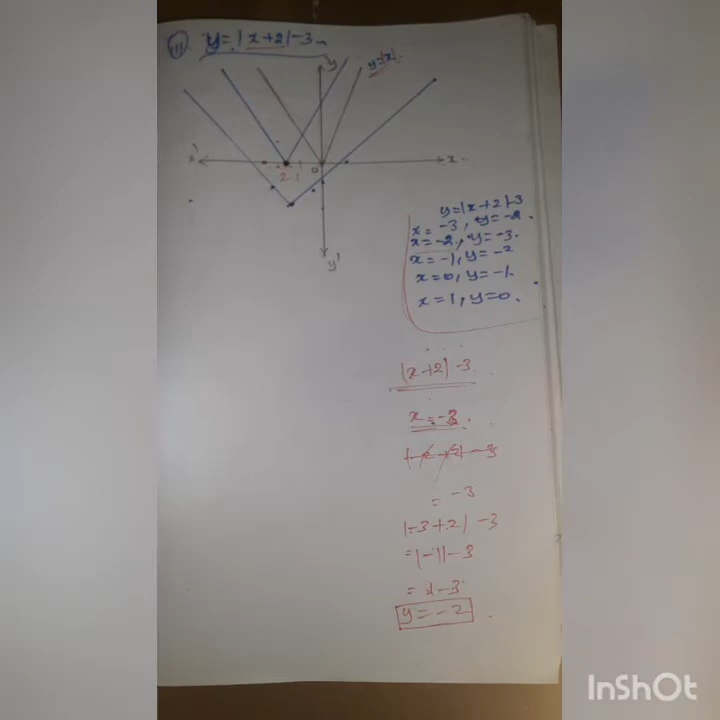 (iii) y=|x+2|-3
y y=|x|
x' 2 1 0 x
y'
y=|x+2|-3
x=-3, y=-2.
x=-2, y=-3.
x=-1, y=-2
x=0, y=-1.
x=1, y=0.
|x+2|-3
x=-3.
= -3
|-3+2|-3
=|-1|-3
= 1-3
y=-2
InShOt